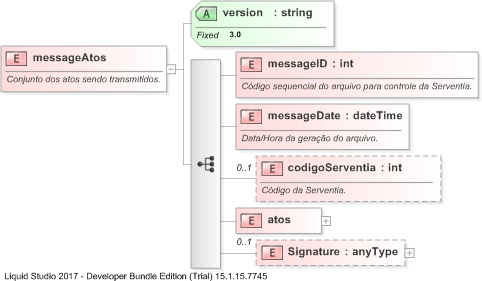 A version : string
Fixed 3.0
E messageAtos
Conjunto dos atos sendo transmitidos.
E messageID : int
Código sequencial do arquivo para controle da Serventia.
E messageDate : dateTime
Data/Hora da geração do arquivo.
0..1
E codigoServentia : int
Código da Serventia.
E atos
0..1
E Signature : anyType
Liquid Studio 2017 - Developer Bundle Edition (Trial) 15.1.15.7745